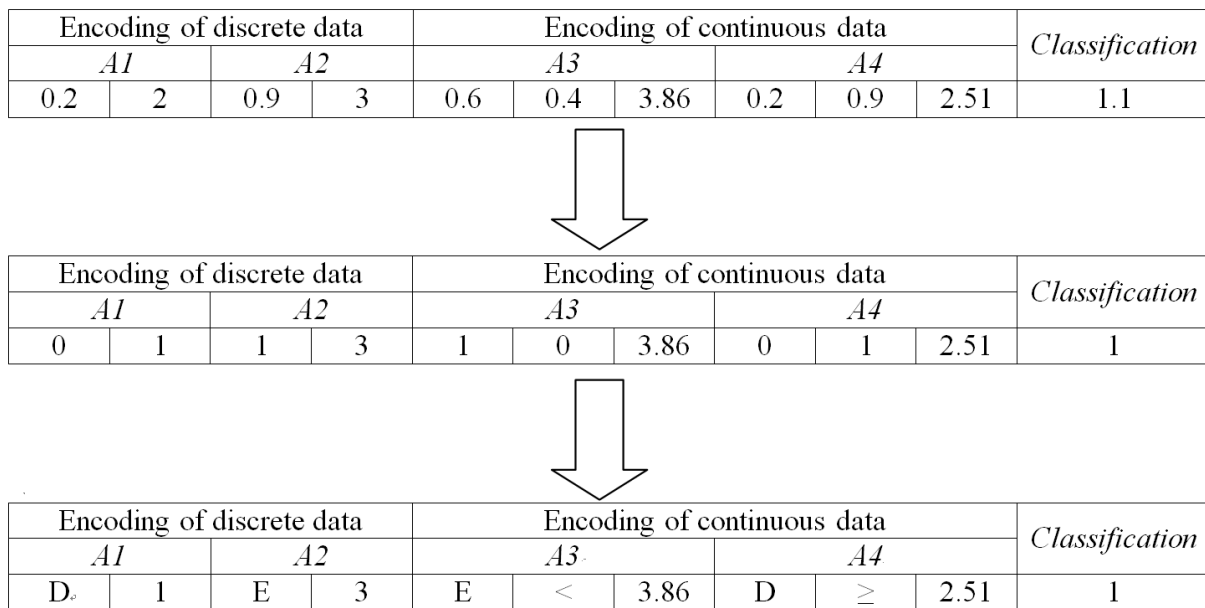 Encoding of discrete data Encoding of continuous data Classification
A1 A2 A3 A4
0.2 2 0.9 3 0.6 0.4 3.86 0.2 0.9 2.51 1.1
Encoding of discrete data Encoding of continuous data Classification
A1 A2 A3 A4
0 1 1 3 1 0 3.86 0 1 2.51 1
Encoding of discrete data Encoding of continuous data Classification
A1 A2 A3 A4
D 1 E 3 E < 3.86 D ≥ 2.51 1